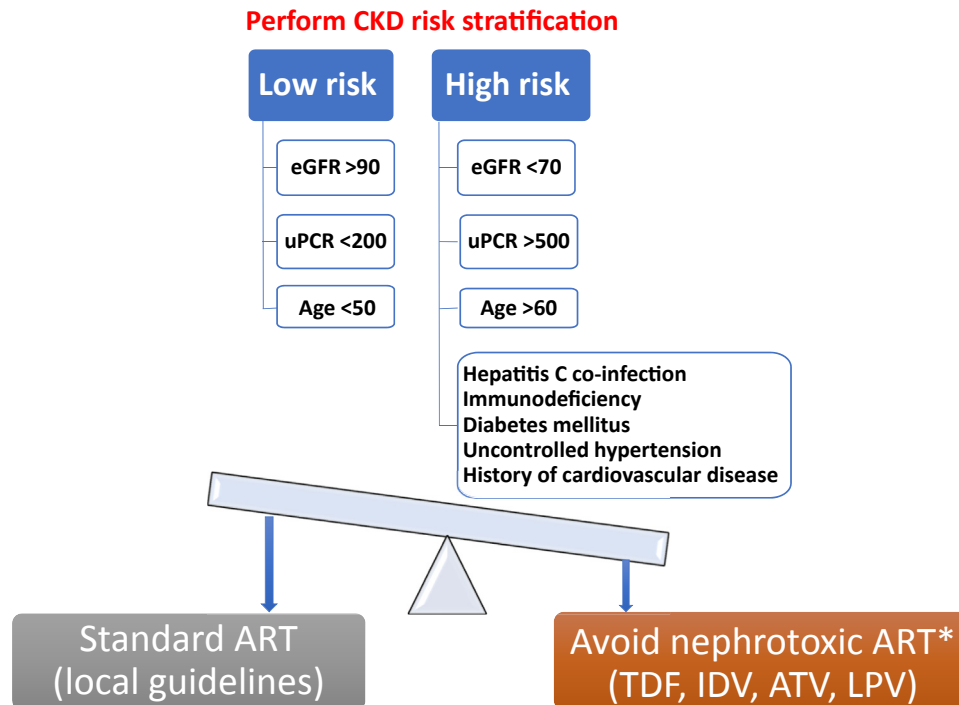 Perform CKD risk stratification
Low risk
High risk
eGFR >90
eGFR <70
uPCR <200
uPCR >500
Age <50
Age >60
Hepatitis C co-infection
Immunodeficiency
Diabetes mellitus
Uncontrolled hypertension
History of cardiovascular disease
Standard ART
(local guidelines)
Avoid nephrotoxic ART*
(TDF, IDV, ATV, LPV)